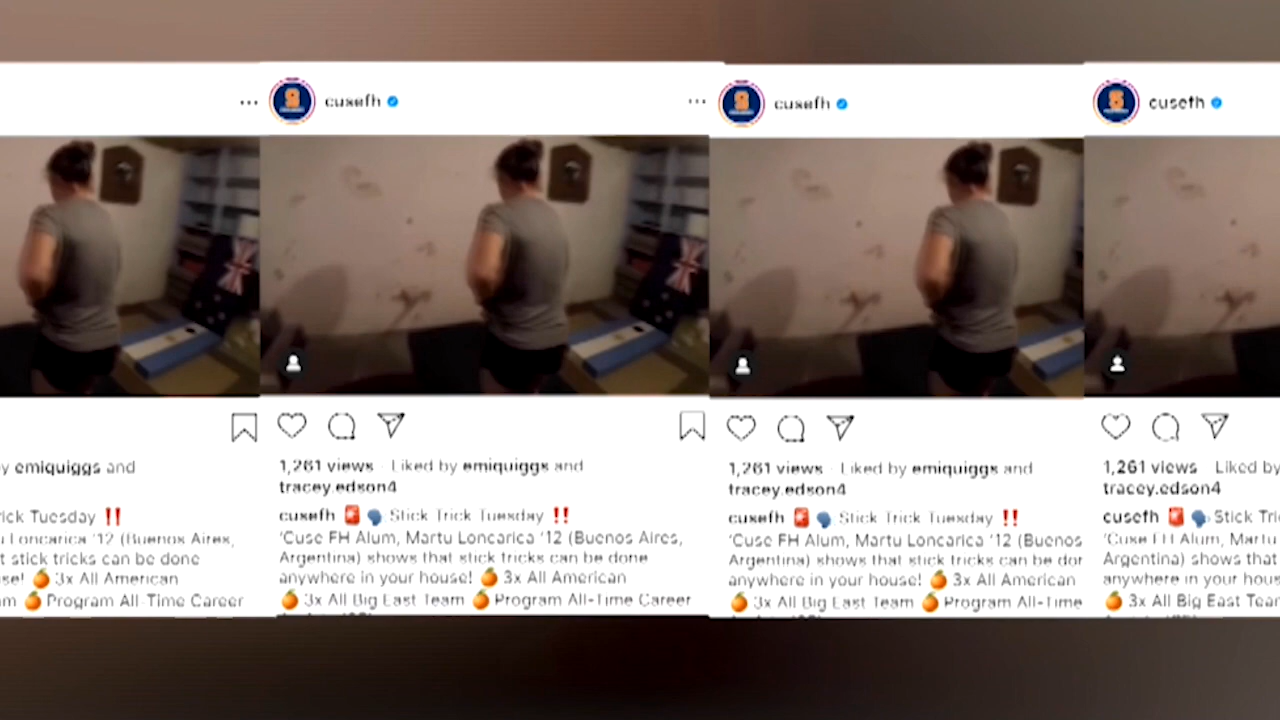 cusefh
cusefh
cusefh
y emiquiggs and
ick Tuesday ‼️
Loncarica '12 (Buenos Aires,
t stick tricks can be done
se! 🍊 3x All American
am 🍊 Program All-Time Career
1,261 views · Liked by emiquiggs and
tracey.edson4
cusefh 🚨 🗣️ Stick Trick Tuesday ‼️
'Cuse FH Alum, Martu Loncarica '12 (Buenos Aires,
Argentina) shows that stick tricks can be done
anywhere in your house! 🍊 3x All American
🍊 3x All Big East Team 🍊 Program All-Time Career
1,261 views · Liked by emiquiggs and
tracey.edson4
cusefh 🚨 🗣️ Stick Trick Tuesday ‼️
'Cuse FH Alum, Martu Loncarica '12 (Buenos
Argentina) shows that stick tricks can be dor
anywhere in your house! 🍊 3x All American
🍊 3x All Big East Team 🍊 Program All-Time
1,261 views Liked by
tracey.edson4
cusefh 🚨 🗣️ Stick Tri
'Cuse FH Alum, Martu
Argentina) shows that
anywhere in your hous
🍊 3x All Big East Tear